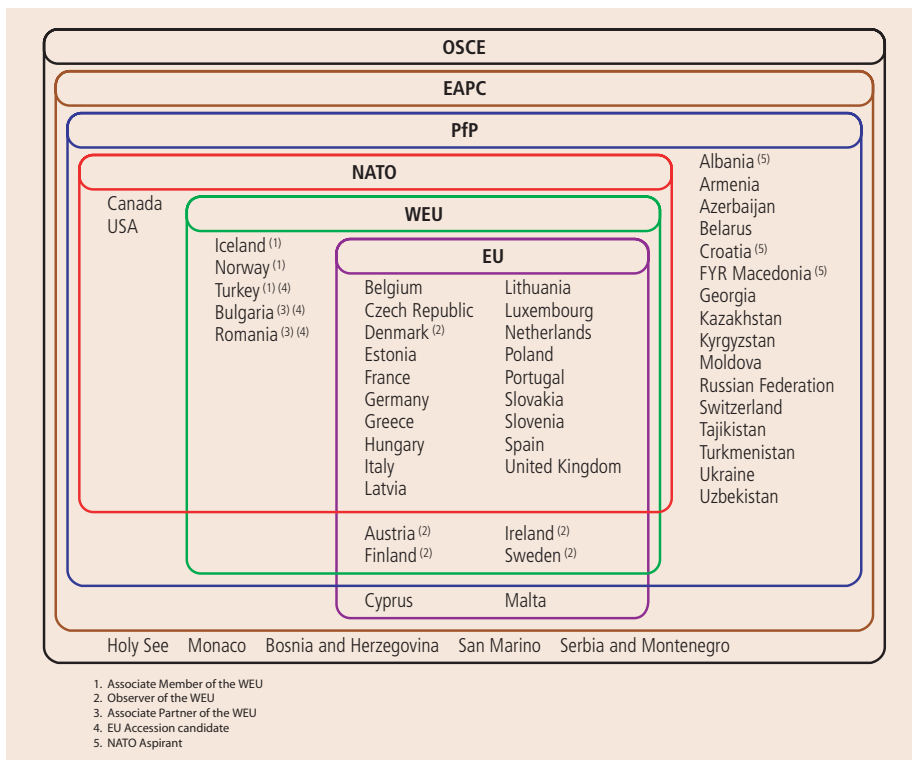 OSCE
EAPC
PfP
NATO
WEU
EU
Canada
USA
Iceland (1)
Norway (1)
Turkey (1) (4)
Bulgaria (3) (4)
Romania (3) (4)
Belgium
Czech Republic
Denmark (2)
Estonia
France
Germany
Greece
Hungary
Italy
Latvia
Lithuania
Luxembourg
Netherlands
Poland
Portugal
Slovakia
Slovenia
Spain
United Kingdom
Albania (5)
Armenia
Azerbaijan
Belarus
Croatia (5)
FYR Macedonia (5)
Georgia
Kazakhstan
Kyrgyzstan
Moldova
Russian Federation
Switzerland
Tajikistan
Turkmenistan
Ukraine
Uzbekistan
Austria (2)
Finland (2)
Ireland (2)
Sweden (2)
Cyprus
Malta
Holy See Monaco Bosnia and Herzegovina San Marino Serbia and Montenegro
1. Associate Member of the WEU
2. Observer of the WEU
3. Associate Partner of the WEU
4. EU Accession candidate
5. NATO Aspirant